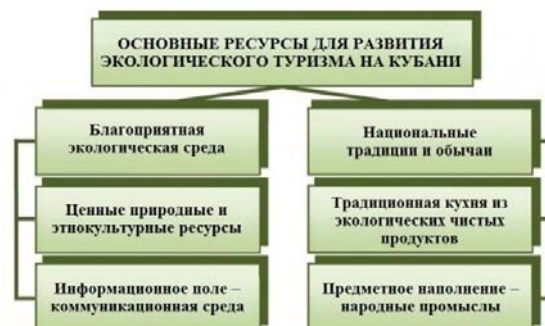 ОСНОВНЫЕ РЕСУРСЫ ДЛЯ РАЗВИТИЯ
ЭКОЛОГИЧЕСКОГО ТУРИЗМА НА КУБАНИ
Благоприятная
экологическая среда
Ценные природные и
этнокультурные ресурсы
Информационное поле –
коммуникационная среда
Национальные
традиции и обычаи
Традиционная кухня из
экологических чистых
продуктов
Предметное наполнение –
народные промыслы